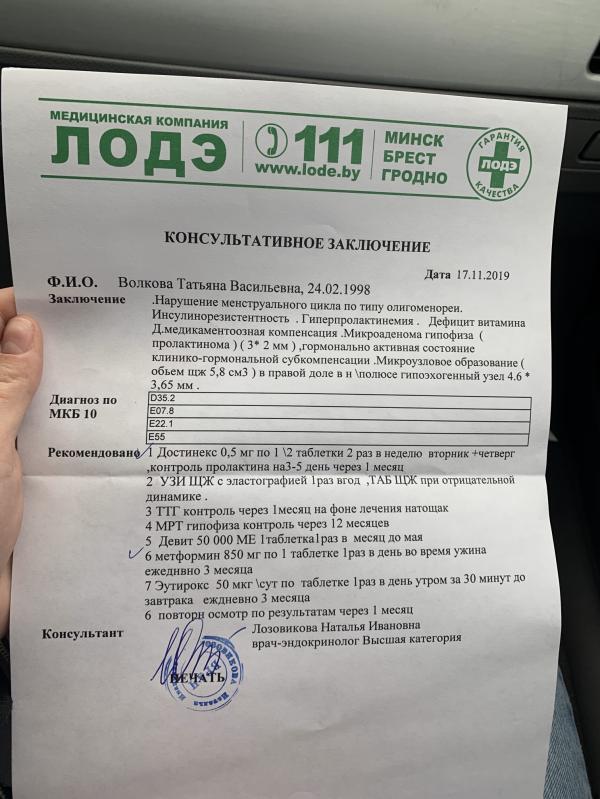 МЕДИЦИНСКАЯ КОМПАНИЯ
ЛОДЭ
111
www.lode.by
МИНСК
БРЕСТ
ГРОДНО
ГАРАНТИЯ
ЛОДЭ
КАЧЕСТВА
КОНСУЛЬТАТИВНОЕ ЗАКЛЮЧЕНИЕ
Дата 17.11.2019
Ф.И.О. Волкова Татьяна Васильевна, 24.02.1998
Заключение .Нарушение менструального цикла по типу олигоменореи.
Инсулинорезистентность . Гиперпролактинемия . Дефицит витамина
Д.медикаментоозная компенсация .Микроаденома гипофиза (
пролактинома ) ( 3* 2 мм ) ,гормонально активная состояние
клинико-гормональной субкомпенсации .Микроузловое образование (
обьем щж 5,8 см3 ) в правой доле в н \полюсе гипоэхогенный узел 4.6 *
3,65 мм .
Диагноз по
МКБ 10
D35.2
E07.8
E22.1
E55
Рекомендовано 1 Достинекс 0,5 мг по 1 \2 таблетки 2 раз в неделю вторник +четверг
,контроль пролактина на3-5 день через 1 месяц
2 УЗИ ЩЖ с эластографией 1раз вгод ,ТАБ ЩЖ при отрицательной
динамике .
3 ТТГ контроль через 1месяц на фоне лечения натощак
4 МРТ гипофиза контроль через 12 месяцев
5 Девит 50 000 МЕ 1таблетка1раз в месяц до мая
6 метформин 850 мг по 1 таблетке 1раз в день во время ужина
ежеднвно 3 месяца
7 Эутирокс 50 мкг \сут по таблетке 1раз в день утром за 30 минут до
завтрака ежднвно 3 месяца
6 повторн осмотр по результатам через 1 месяц
Консультант Лозовикова Наталья Ивановна
врач-эндокринолог Высшая категория
ПЕЧАТЬ
ЛОЗОВИКОВА
Наталья